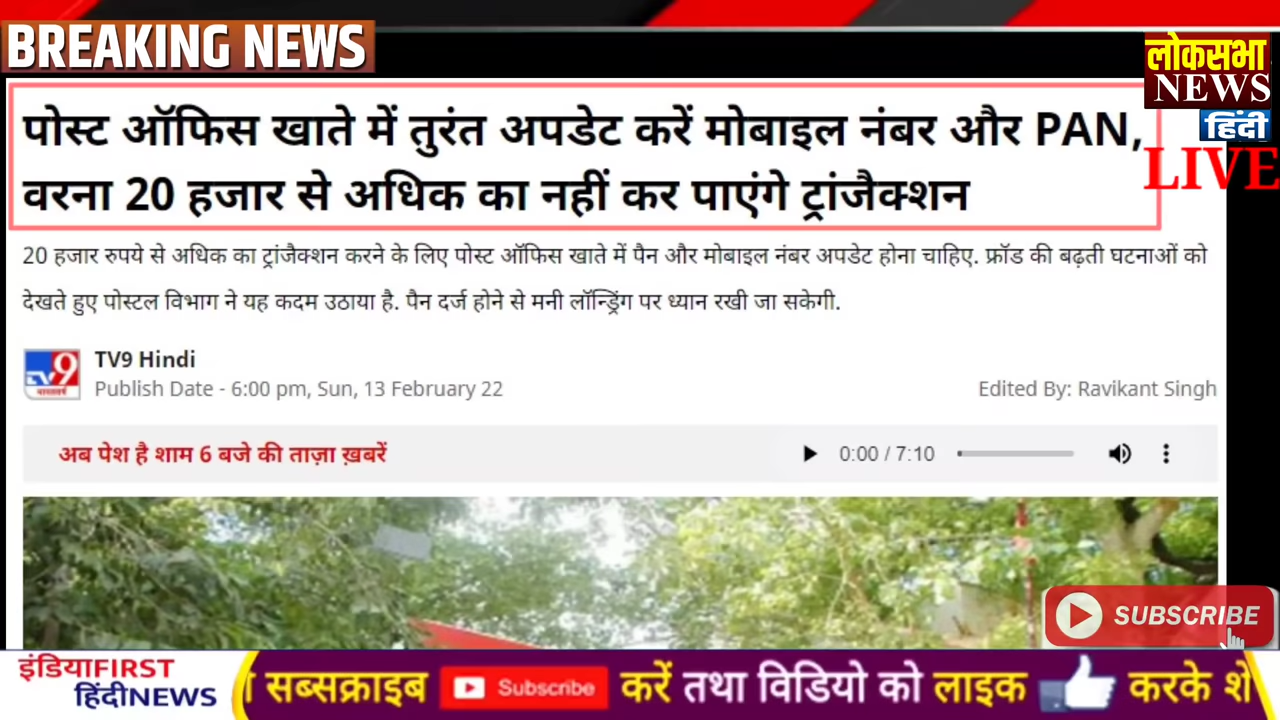 BREAKING NEWS
लोकसभा
NEWS
हिंदी
LIVE
पोस्ट ऑफिस खाते में तुरंत अपडेट करें मोबाइल नंबर और PAN,
वरना 20 हजार से अधिक का नहीं कर पाएंगे ट्रांजैक्शन
20 हजार रुपये से अधिक का ट्रांजैक्शन करने के लिए पोस्ट ऑफिस खाते में पैन और मोबाइल नंबर अपडेट होना चाहिए. फ्रॉड की बढ़ती घटनाओं को
देखते हुए पोस्टल विभाग ने यह कदम उठाया है. पैन दर्ज होने से मनी लॉन्ड्रिंग पर ध्यान रखी जा सकेगी.
TV9
भारतवर्ष
TV9 Hindi
Publish Date - 6:00 pm, Sun, 13 February 22
Edited By: Ravikant Singh
अब पेश है शाम 6 बजे की ताज़ा ख़बरें
0:00 / 7:10
SUBSCRIBE
इंडियाFIRST
हिंदीNEWS
सब्सक्राइब Subscribe करें तथा विडियो को लाइक करके शे